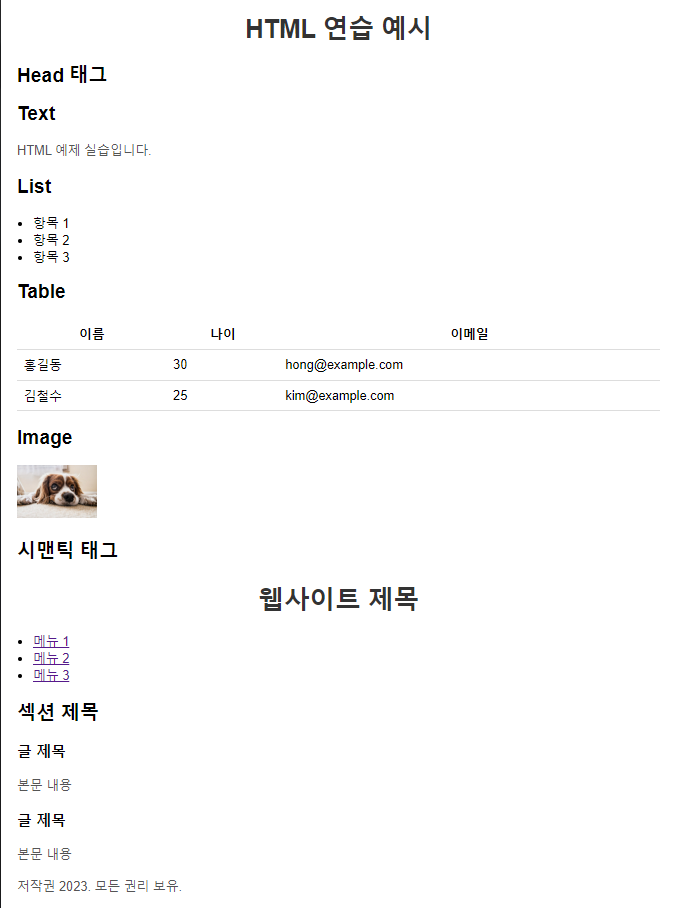 HTML 연습 예시
Head 태그
Text
HTML 예제 실습입니다.
List
항목 1
항목 2
항목 3
Table
이름 나이 이메일
홍길동 30 hong@example.com
김철수 25 kim@example.com
Image
시맨틱 태그
웹사이트 제목
메뉴 1
메뉴 2
메뉴 3
섹션 제목
글 제목
본문 내용
글 제목
본문 내용
저작권 2023. 모든 권리 보유.